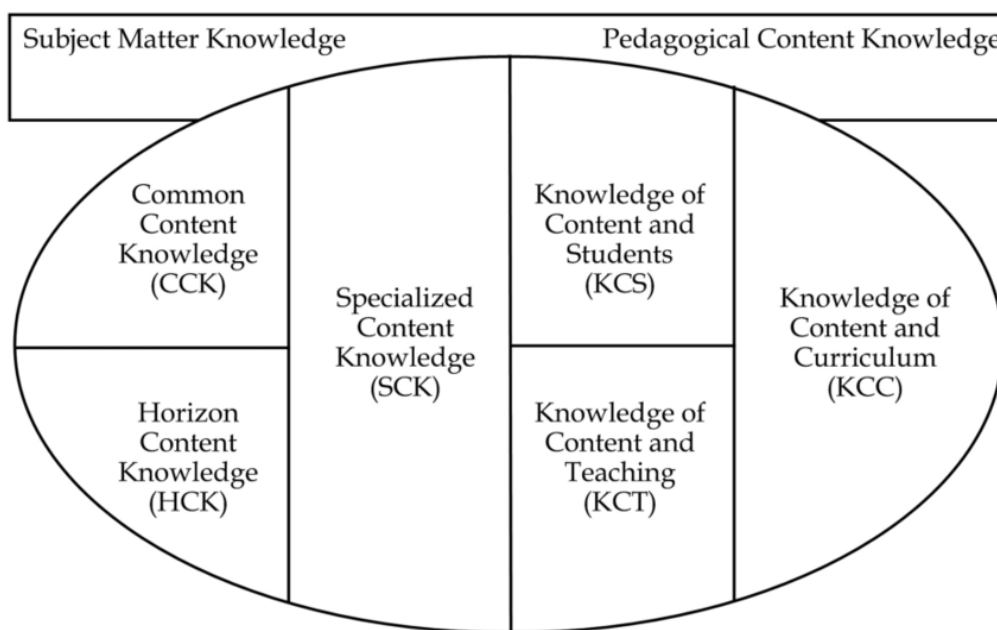 Subject Matter Knowledge
Pedagogical Content Knowledge
Common
Content
Knowledge
(CCK)
Horizon
Content
Knowledge
(HCK)
Specialized
Content
Knowledge
(SCK)
Knowledge of
Content and
Students
(KCS)
Knowledge of
Content and
Teaching
(KCT)
Knowledge of
Content and
Curriculum
(KCC)